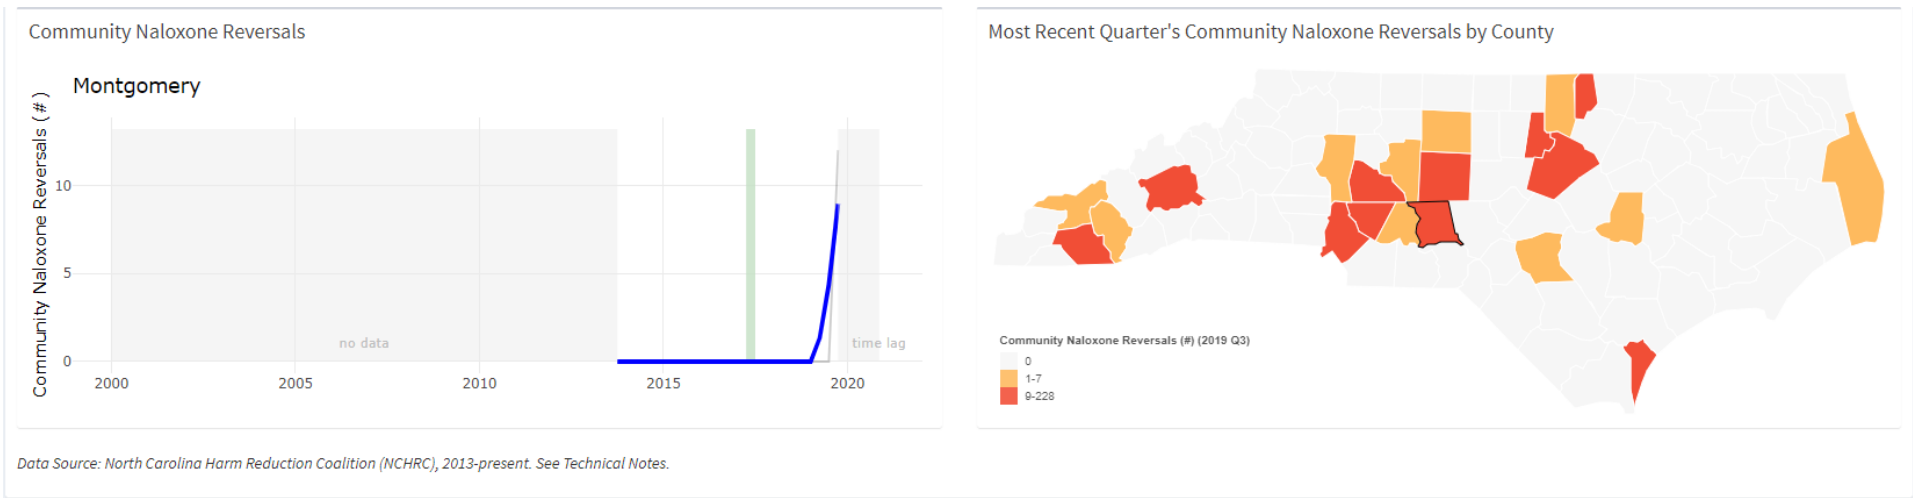 Community Naloxone Reversals
Montgomery
Community Naloxone Reversals (#)
10
5
0
no data
time lag
2000
2005
2010
2015
2020
Most Recent Quarter's Community Naloxone Reversals by County
Community Naloxone Reversals (#) (2019 Q3)
0
1-7
9-228
Data Source: North Carolina Harm Reduction Coalition (NCHRC), 2013-present. See Technical Notes.